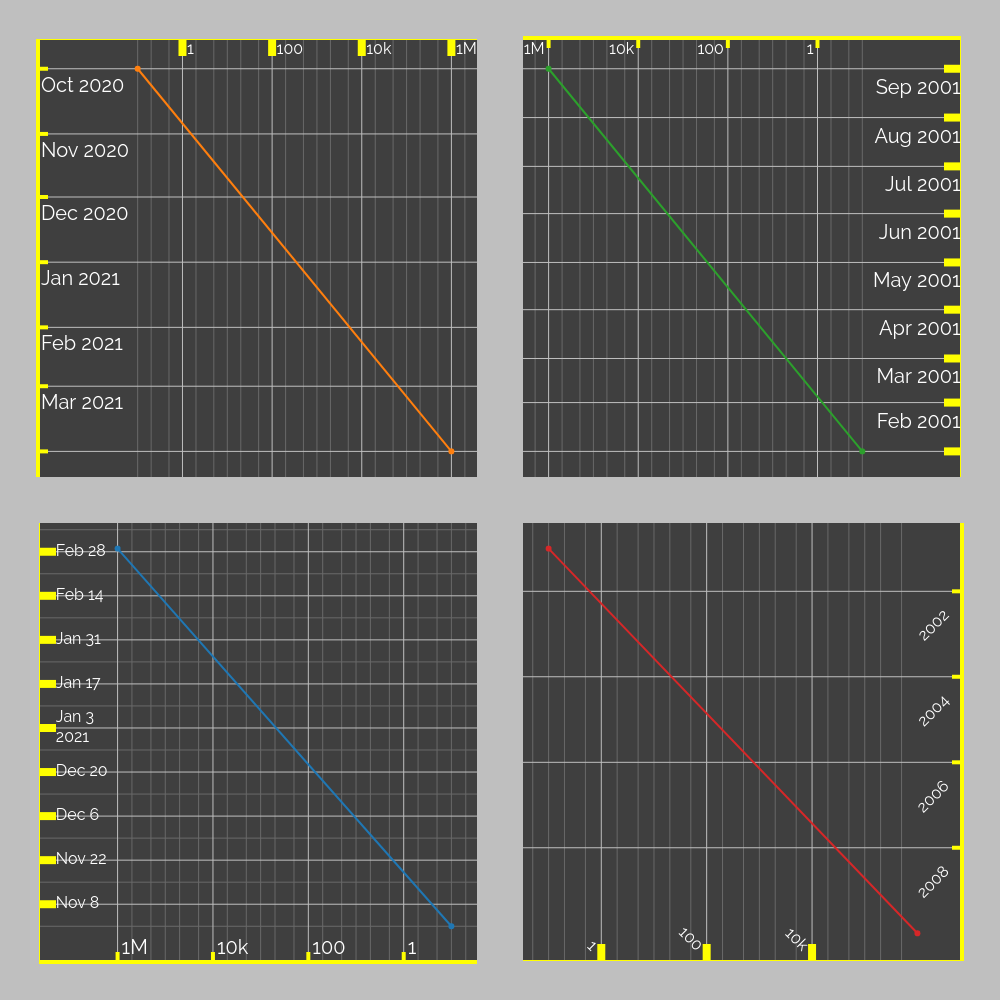 1
100
10k
1M
Oct 2020
Nov 2020
Dec 2020
Jan 2021
Feb 2021
Mar 2021
1M
10k
100
1
Sep 2001
Aug 2001
Jul 2001
Jun 2001
May 2001
Apr 2001
Mar 2001
Feb 2001
Feb 28
Feb 14
Jan 31
Jan 17
Jan 3
2021
Dec 20
Dec 6
Nov 22
Nov 8
1M
10k
100
1
2002
2004
2006
2008
1
100
10k